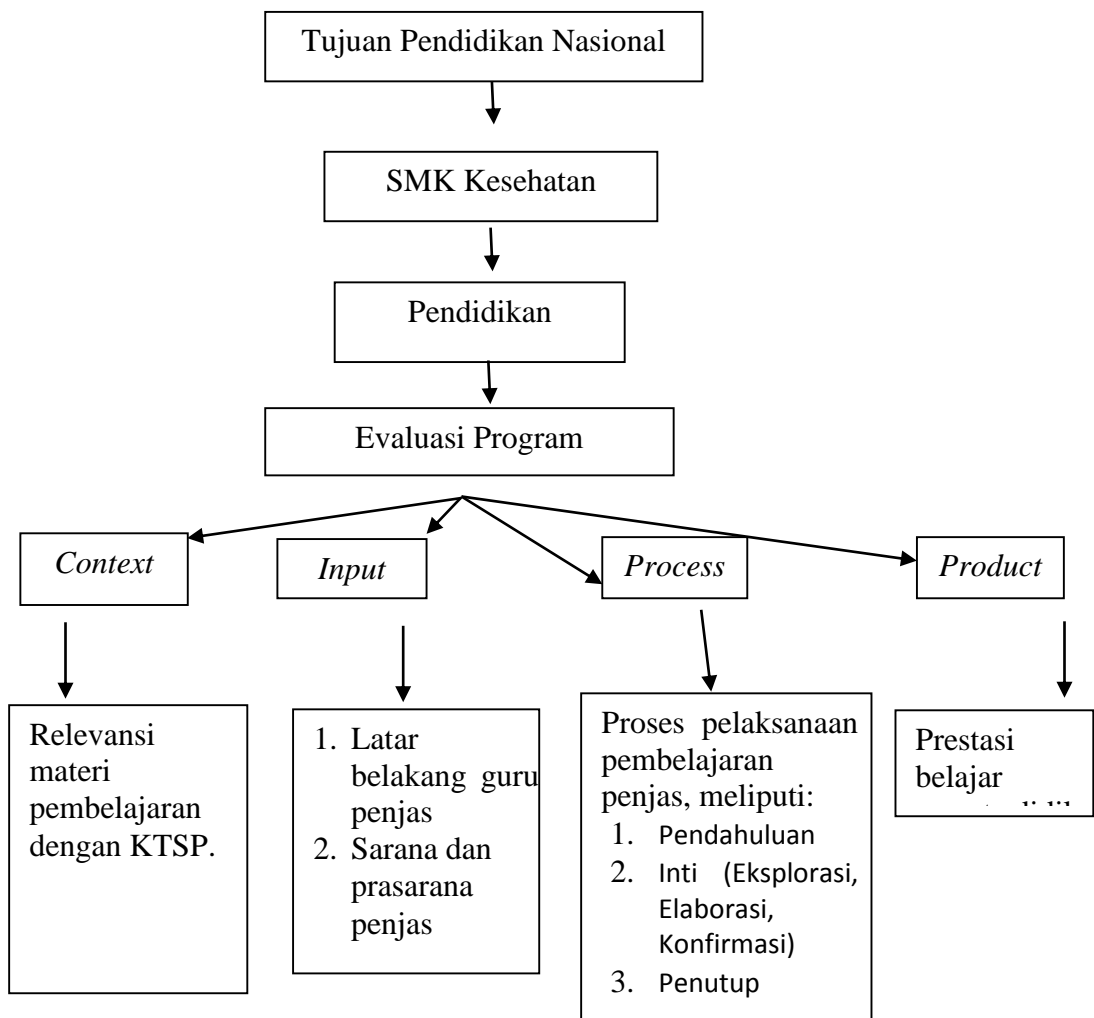 Tujuan Pendidikan Nasional
SMK Kesehatan
Pendidikan
Evaluasi Program
Context
Input
Process
Product
Relevansi
materi
pembelajaran
dengan KTSP.
1. Latar
belakang guru
penjas
2. Sarana dan
prasarana
penjas
Proses pelaksanaan
pembelajaran
penjas, meliputi:
1. Pendahuluan
2. Inti (Eksplorasi,
Elaborasi,
Konfirmasi)
3. Penutup
Prestasi
belajar